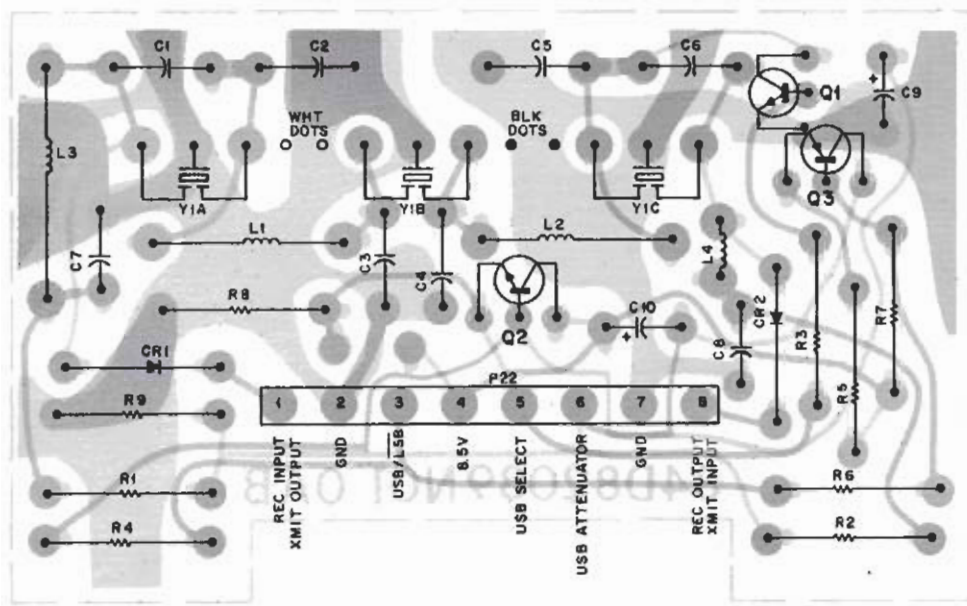 C1
C2
C5
C6
Q1
+
C9
WHT
DOTS
BLK
DOTS
L3
Y1A
Y1B
Y1C
Q3
C7
L1
C3
C4
L2
L4
R8
Q2
C10
+
C8
CR2
R3
R5
R7
CR1
P22
R9
1 2 3 4 5 6 7 8
REC INPUT
XMIT OUTPUT
GND
USB/LSB
8.5V
USB SELECT
USB ATTENUATOR
GND
REC OUTPUT
XMIT INPUT
R1
R4
R6
R2